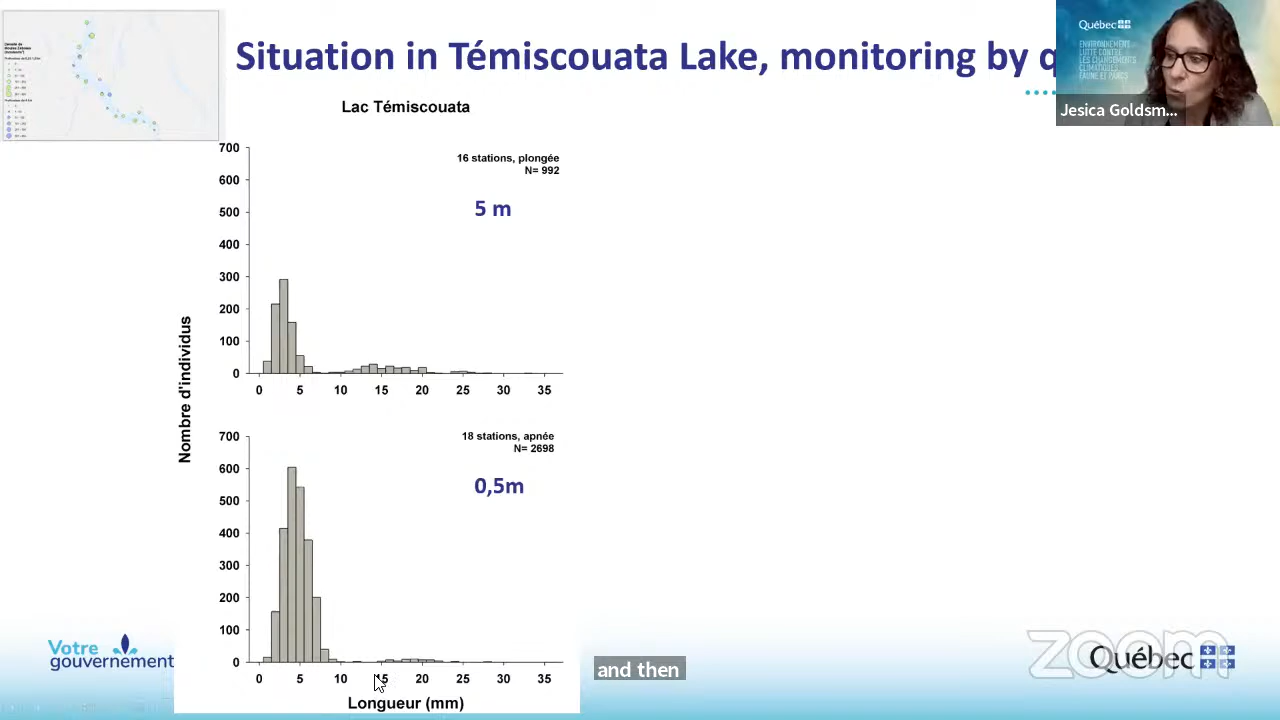 Situation in Témiscouata Lake, monitoring by q
Québec
ENVIRONNEMENT
LUTTE CONTRE
LES CHANGEMENTS
CLIMATIQUES
FAUNE ET PARCS
Jesica Goldsm...
Lac Témiscouata
700
600
500
400
300
200
100
0
16 stations, plongée
N= 992
5 m
0 5 10 15 20 25 30 35
Nombre d'individus
700
600
500
400
300
200
100
0
18 stations, apnée
N= 2698
0,5m
0 5 10 15 20 25 30 35
Longueur (mm)
and then
Votre
gouvernement
zoom
Québec